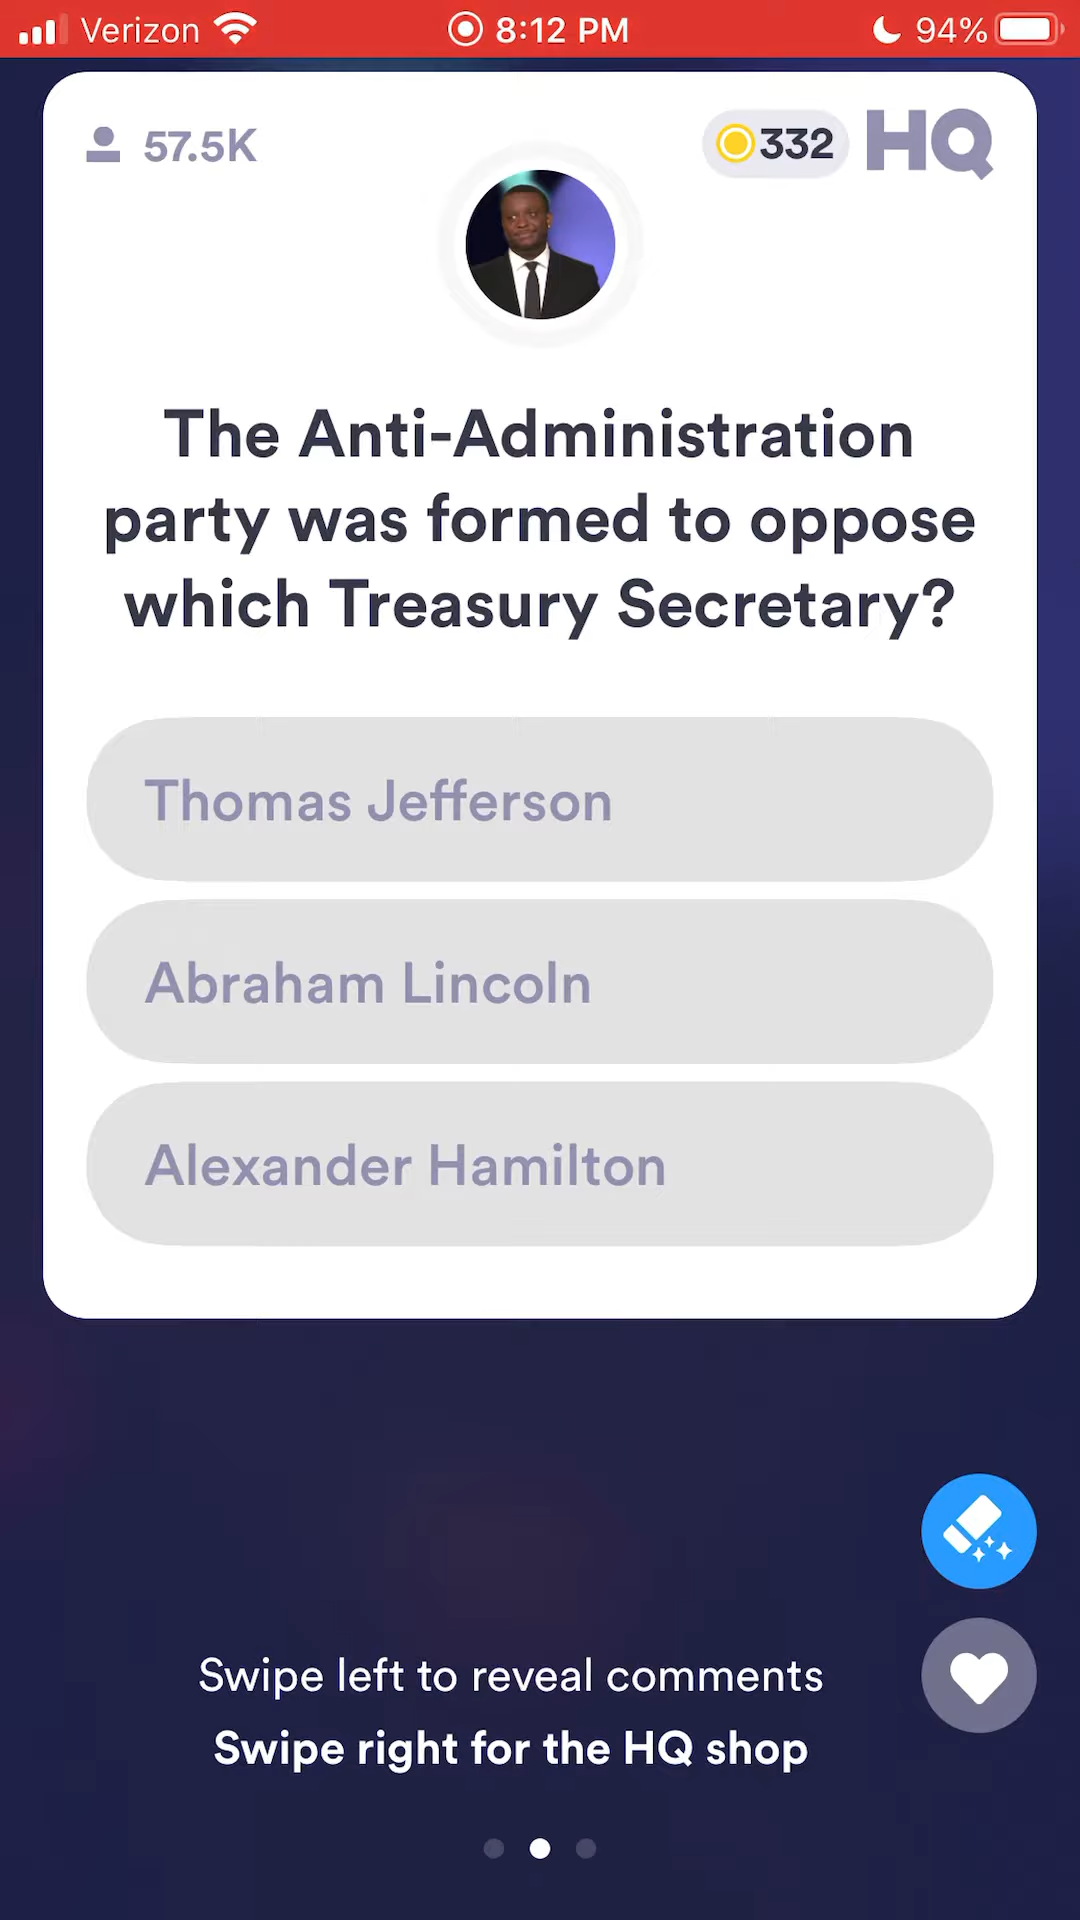 Verizon 8:12 PM 94%
57.5K 332 HQ
The Anti-Administration
party was formed to oppose
which Treasury Secretary?
Thomas Jefferson
Abraham Lincoln
Alexander Hamilton
Swipe left to reveal comments
Swipe right for the HQ shop